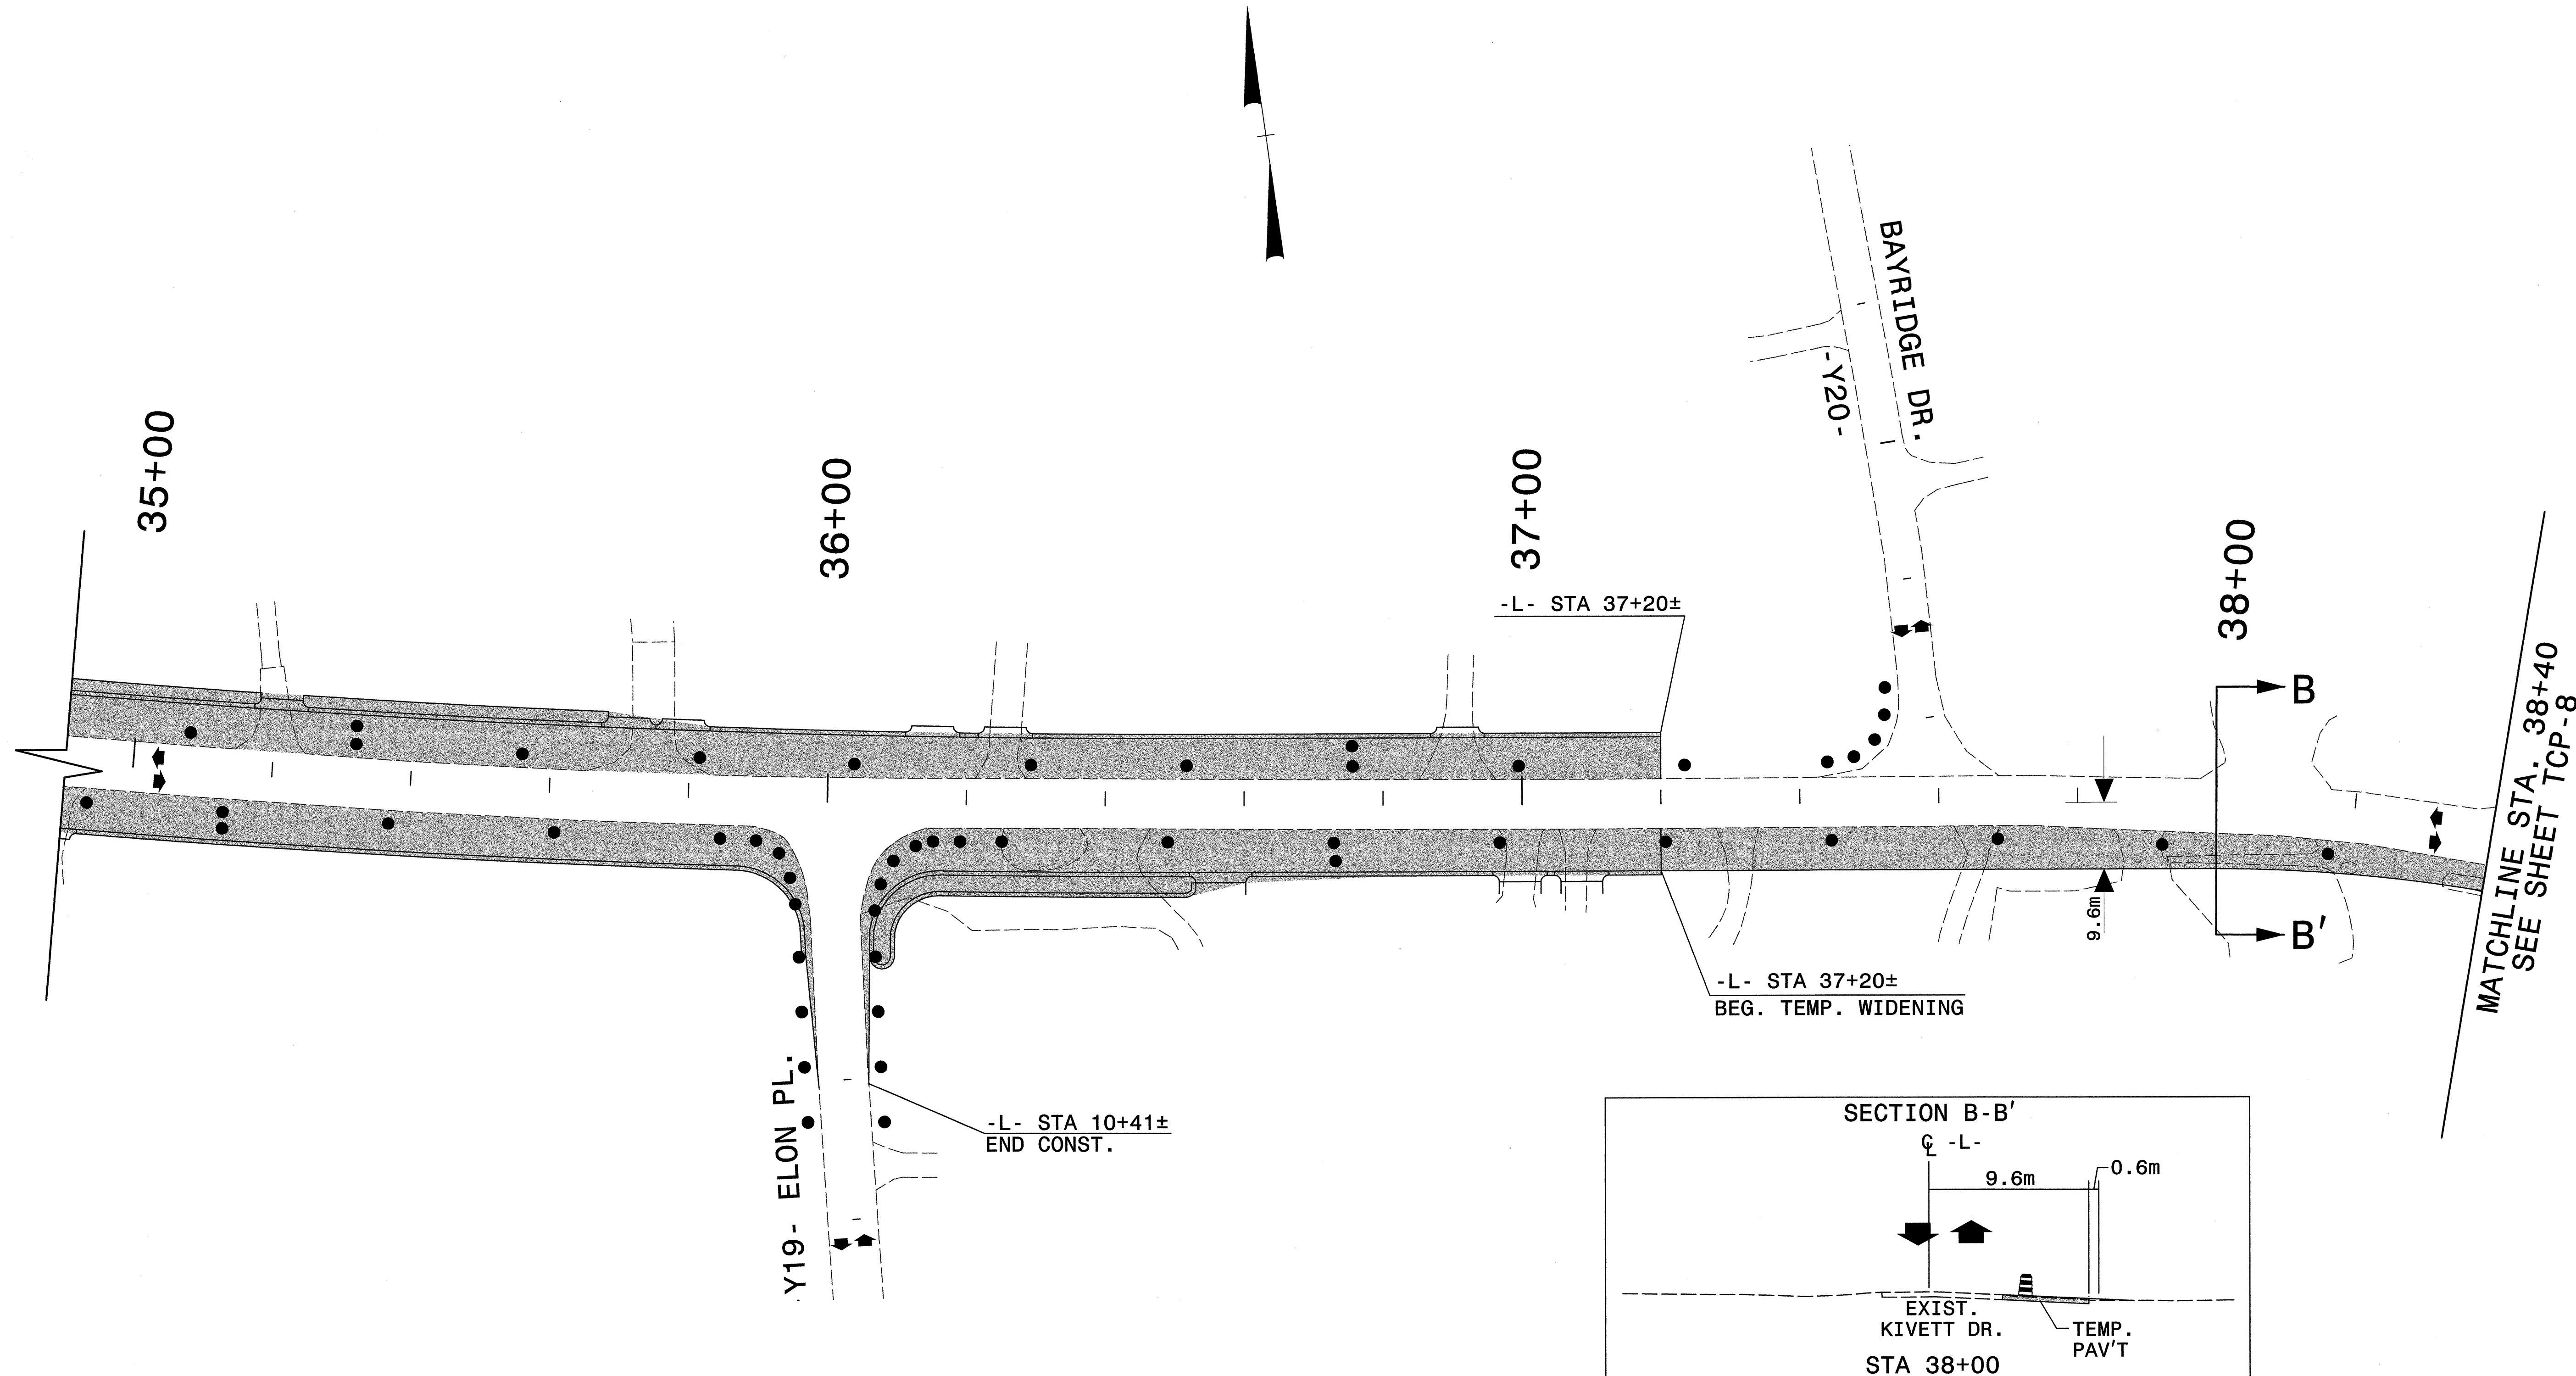 BAYRIDGE DR.
-Y20-
35+00
36+00
37+00
38+00
-L- STA 37+20±
B
B'
MATCHLINE STA. 38+40
SEE SHEET TCP-8
9.6m
-L- STA 37+20±
BEG. TEMP. WIDENING
-L- STA 10+41±
END CONST.
-Y19- ELON PL.
SECTION B-B'
℄ -L-
0.6m
9.6m
EXIST.
KIVETT DR.
TEMP.
PAV'T
STA 38+00